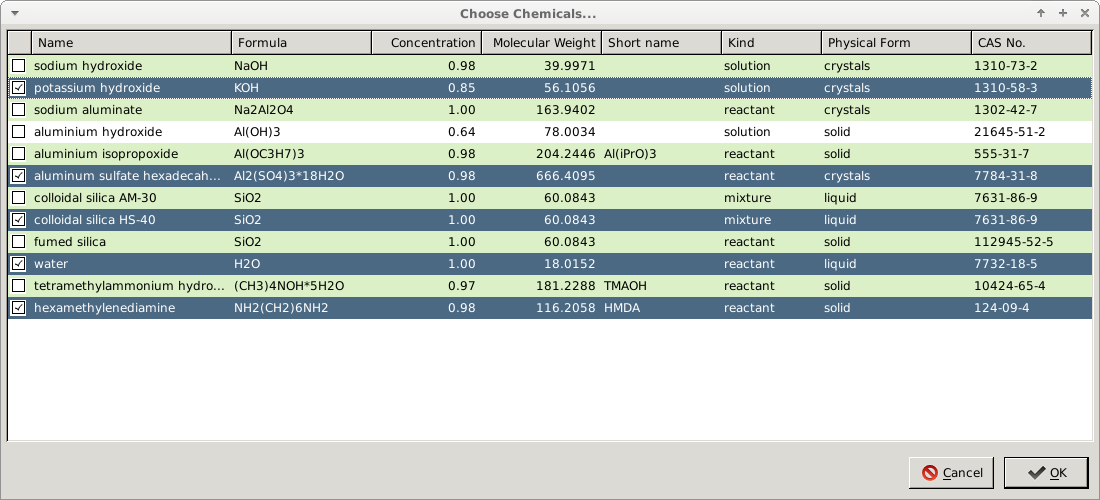 Choose Chemicals...
Name Formula Concentration Molecular Weight Short name Kind Physical Form CAS No.
sodium hydroxide NaOH 0.98 39.9971 solution crystals 1310-73-2
potassium hydroxide KOH 0.85 56.1056 solution crystals 1310-58-3
sodium aluminate Na2Al2O4 1.00 163.9402 reactant crystals 1302-42-7
aluminium hydroxide Al(OH)3 0.64 78.0034 solution solid 21645-51-2
aluminium isopropoxide Al(OC3H7)3 0.98 204.2446 Al(iPrO)3 reactant solid 555-31-7
aluminum sulfate hexadecah... Al2(SO4)3*18H2O 0.98 666.4095 reactant crystals 7784-31-8
colloidal silica AM-30 SiO2 1.00 60.0843 mixture liquid 7631-86-9
colloidal silica HS-40 SiO2 1.00 60.0843 mixture liquid 7631-86-9
fumed silica SiO2 1.00 60.0843 reactant solid 112945-52-5
water H2O 1.00 18.0152 reactant liquid 7732-18-5
tetramethylammonium hydro... (CH3)4NOH*5H2O 0.97 181.2288 TMAOH reactant solid 10424-65-4
hexamethylenediamine NH2(CH2)6NH2 0.98 116.2058 HMDA reactant solid 124-09-4
Cancel OK